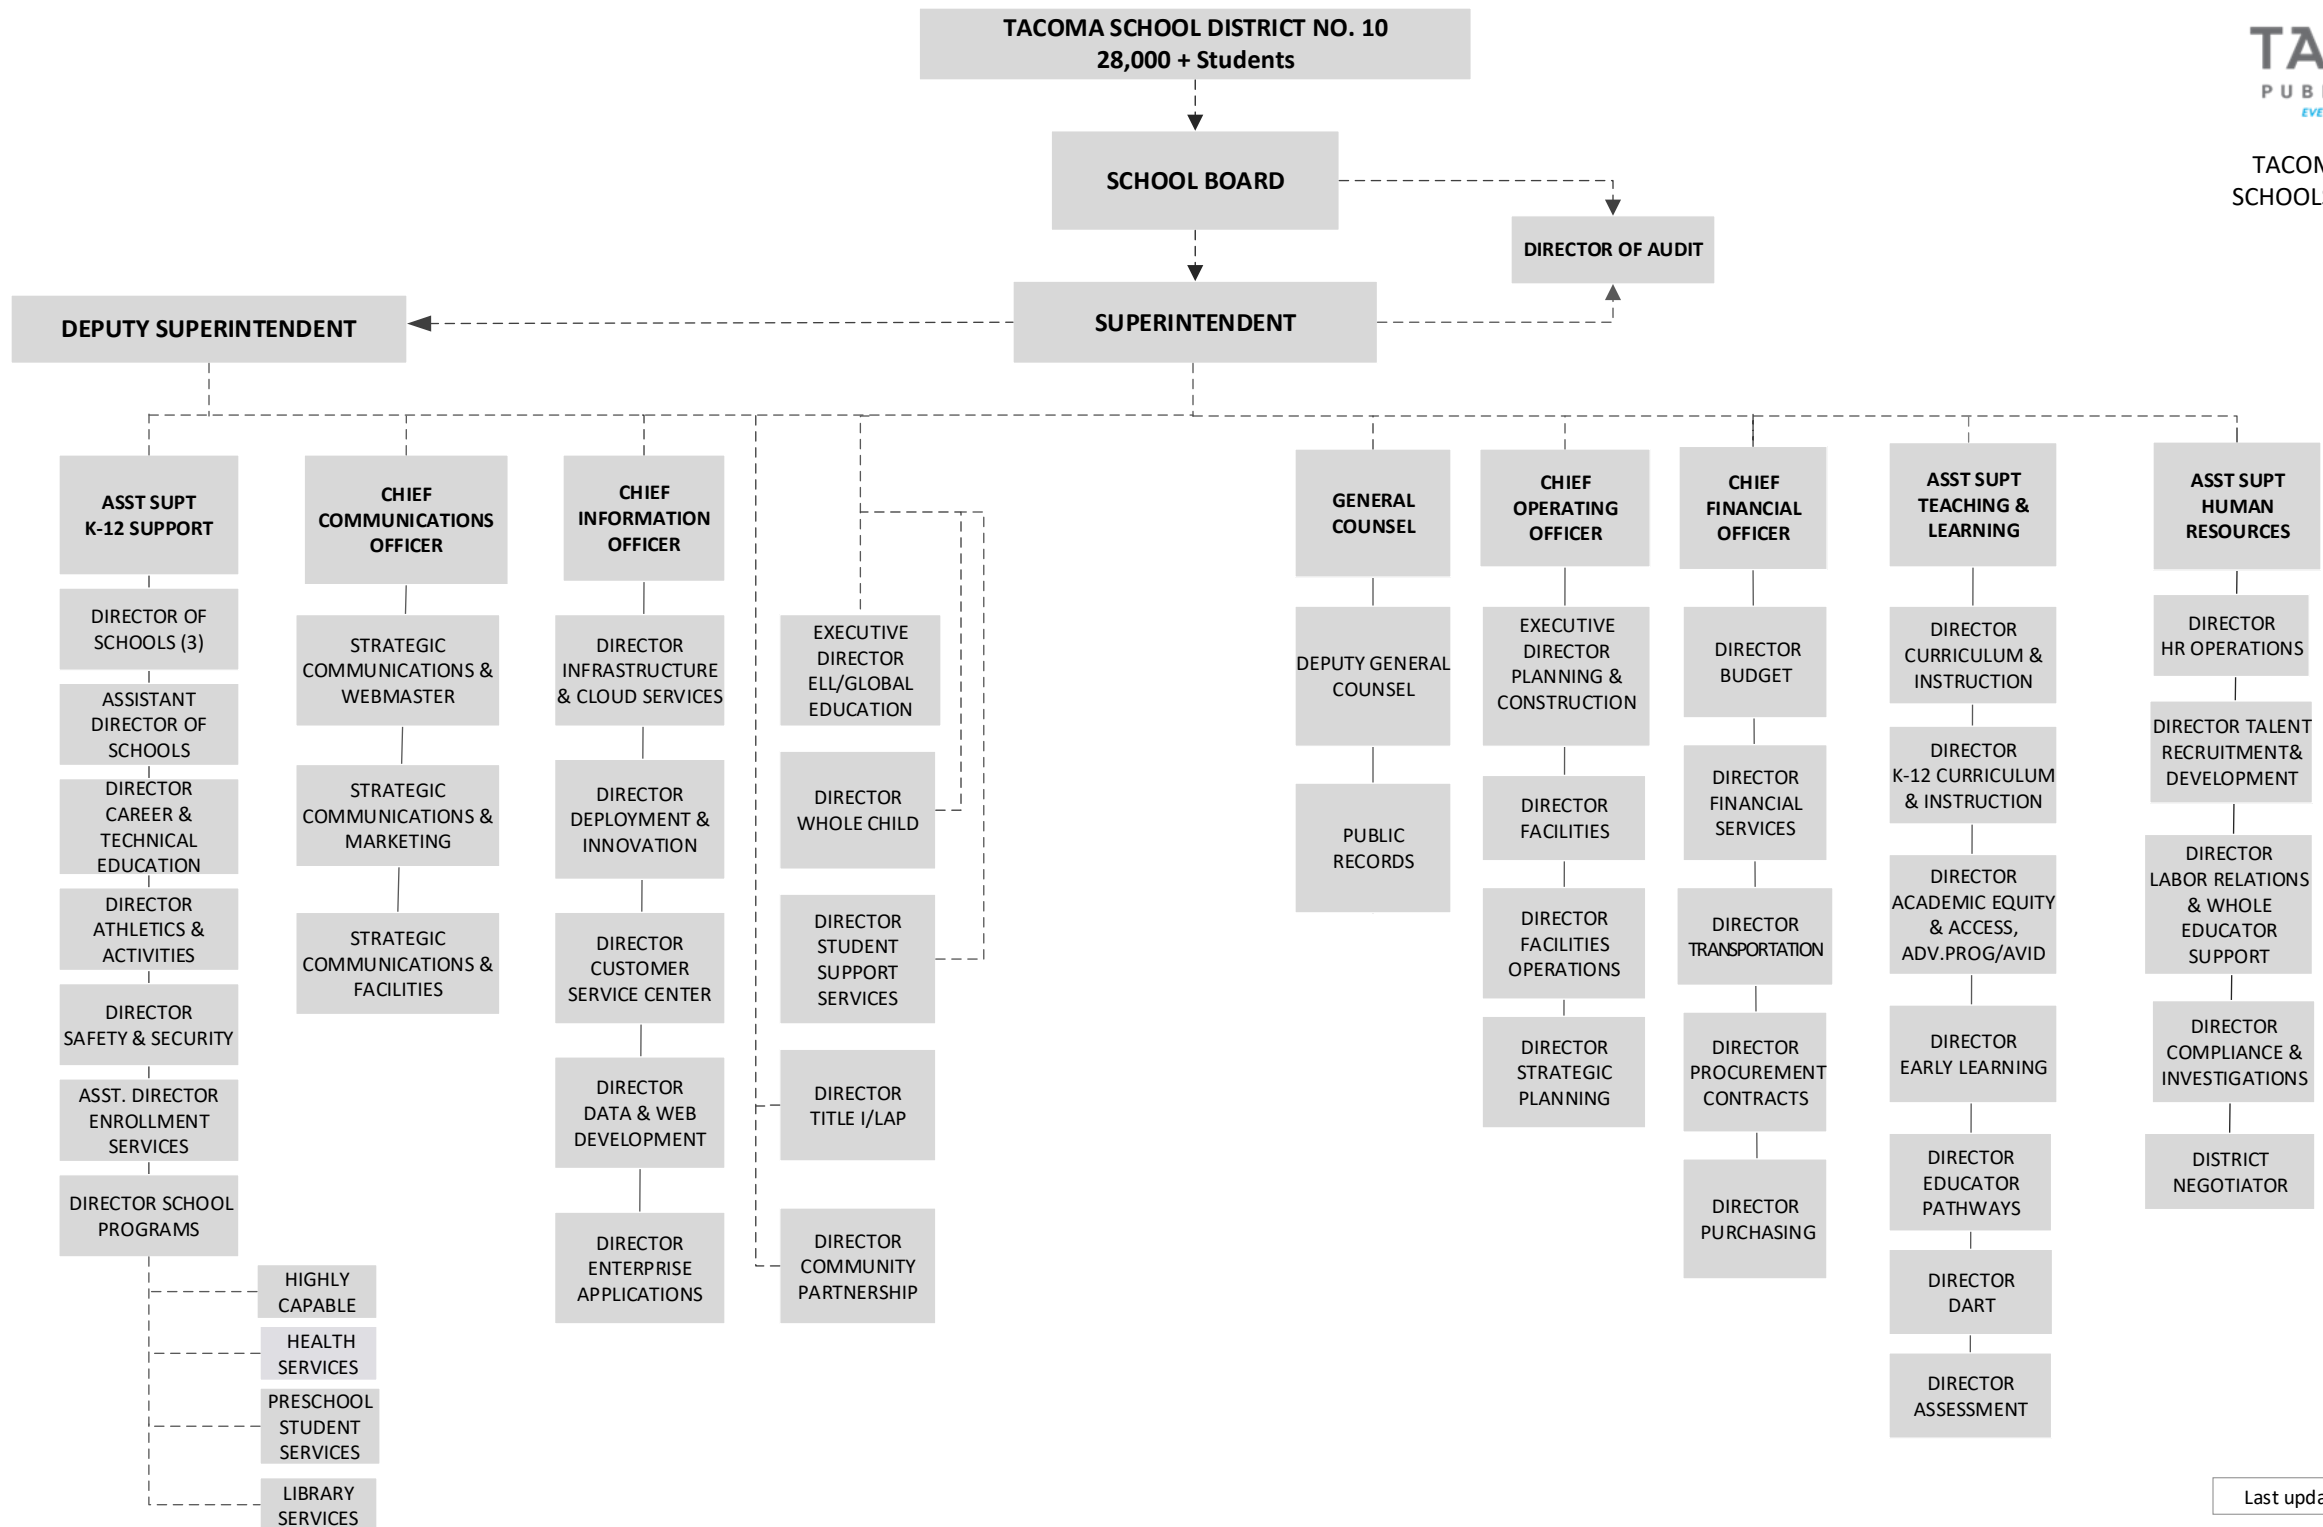 TACOMA SCHOOL DISTRICT NO. 10
28,000 + Students
SCHOOL BOARD
DIRECTOR OF AUDIT
DEPUTY SUPERINTENDENT
SUPERINTENDENT
ASST SUPT
K-12 SUPPORT
DIRECTOR OF
SCHOOLS (3)
ASSISTANT
DIRECTOR OF
SCHOOLS
DIRECTOR
CAREER &
TECHNICAL
EDUCATION
DIRECTOR
ATHLETICS &
ACTIVITIES
DIRECTOR
SAFETY & SECURITY
ASST. DIRECTOR
ENROLLMENT
SERVICES
DIRECTOR SCHOOL
PROGRAMS
HIGHLY
CAPABLE
HEALTH
SERVICES
PRESCHOOL
STUDENT
SERVICES
LIBRARY
SERVICES
CHIEF
COMMUNICATIONS
OFFICER
STRATEGIC
COMMUNICATIONS &
WEBMASTER
STRATEGIC
COMMUNICATIONS &
MARKETING
STRATEGIC
COMMUNICATIONS &
FACILITIES
CHIEF
INFORMATION
OFFICER
DIRECTOR
INFRASTRUCTURE
& CLOUD SERVICES
DIRECTOR
DEPLOYMENT &
INNOVATION
DIRECTOR
CUSTOMER
SERVICE CENTER
DIRECTOR
DATA & WEB
DEVELOPMENT
DIRECTOR
ENTERPRISE
APPLICATIONS
EXECUTIVE
DIRECTOR
ELL/GLOBAL
EDUCATION
DIRECTOR
WHOLE CHILD
DIRECTOR
STUDENT
SUPPORT
SERVICES
DIRECTOR
TITLE I/LAP
DIRECTOR
COMMUNITY
PARTNERSHIP
GENERAL
COUNSEL
DEPUTY GENERAL
COUNSEL
PUBLIC
RECORDS
CHIEF
OPERATING
OFFICER
EXECUTIVE
DIRECTOR
PLANNING &
CONSTRUCTION
DIRECTOR
FACILITIES
DIRECTOR
FACILITIES
OPERATIONS
DIRECTOR
STRATEGIC
PLANNING
CHIEF
FINANCIAL
OFFICER
DIRECTOR
BUDGET
DIRECTOR
FINANCIAL
SERVICES
DIRECTOR
TRANSPORTATION
DIRECTOR
PROCUREMENT
CONTRACTS
DIRECTOR
PURCHASING
ASST SUPT
TEACHING &
LEARNING
DIRECTOR
CURRICULUM &
INSTRUCTION
DIRECTOR
K-12 CURRICULUM
& INSTRUCTION
DIRECTOR
ACADEMIC EQUITY
& ACCESS,
ADV.PROG/AVID
DIRECTOR
EARLY LEARNING
DIRECTOR
EDUCATOR
PATHWAYS
DIRECTOR
DART
DIRECTOR
ASSESSMENT
ASST SUPT
HUMAN
RESOURCES
DIRECTOR
HR OPERATIONS
DIRECTOR TALENT
RECRUITMENT&
DEVELOPMENT
DIRECTOR
LABOR RELATIONS
& WHOLE
EDUCATOR
SUPPORT
DIRECTOR
COMPLIANCE &
INVESTIGATIONS
DISTRICT
NEGOTIATOR
Last